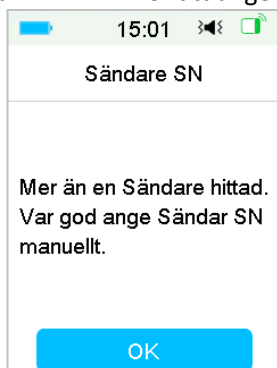 15:01
Sändare SN
Mer än en Sändare hittad.
Var god ange Sändar SN
manuellt.
OK